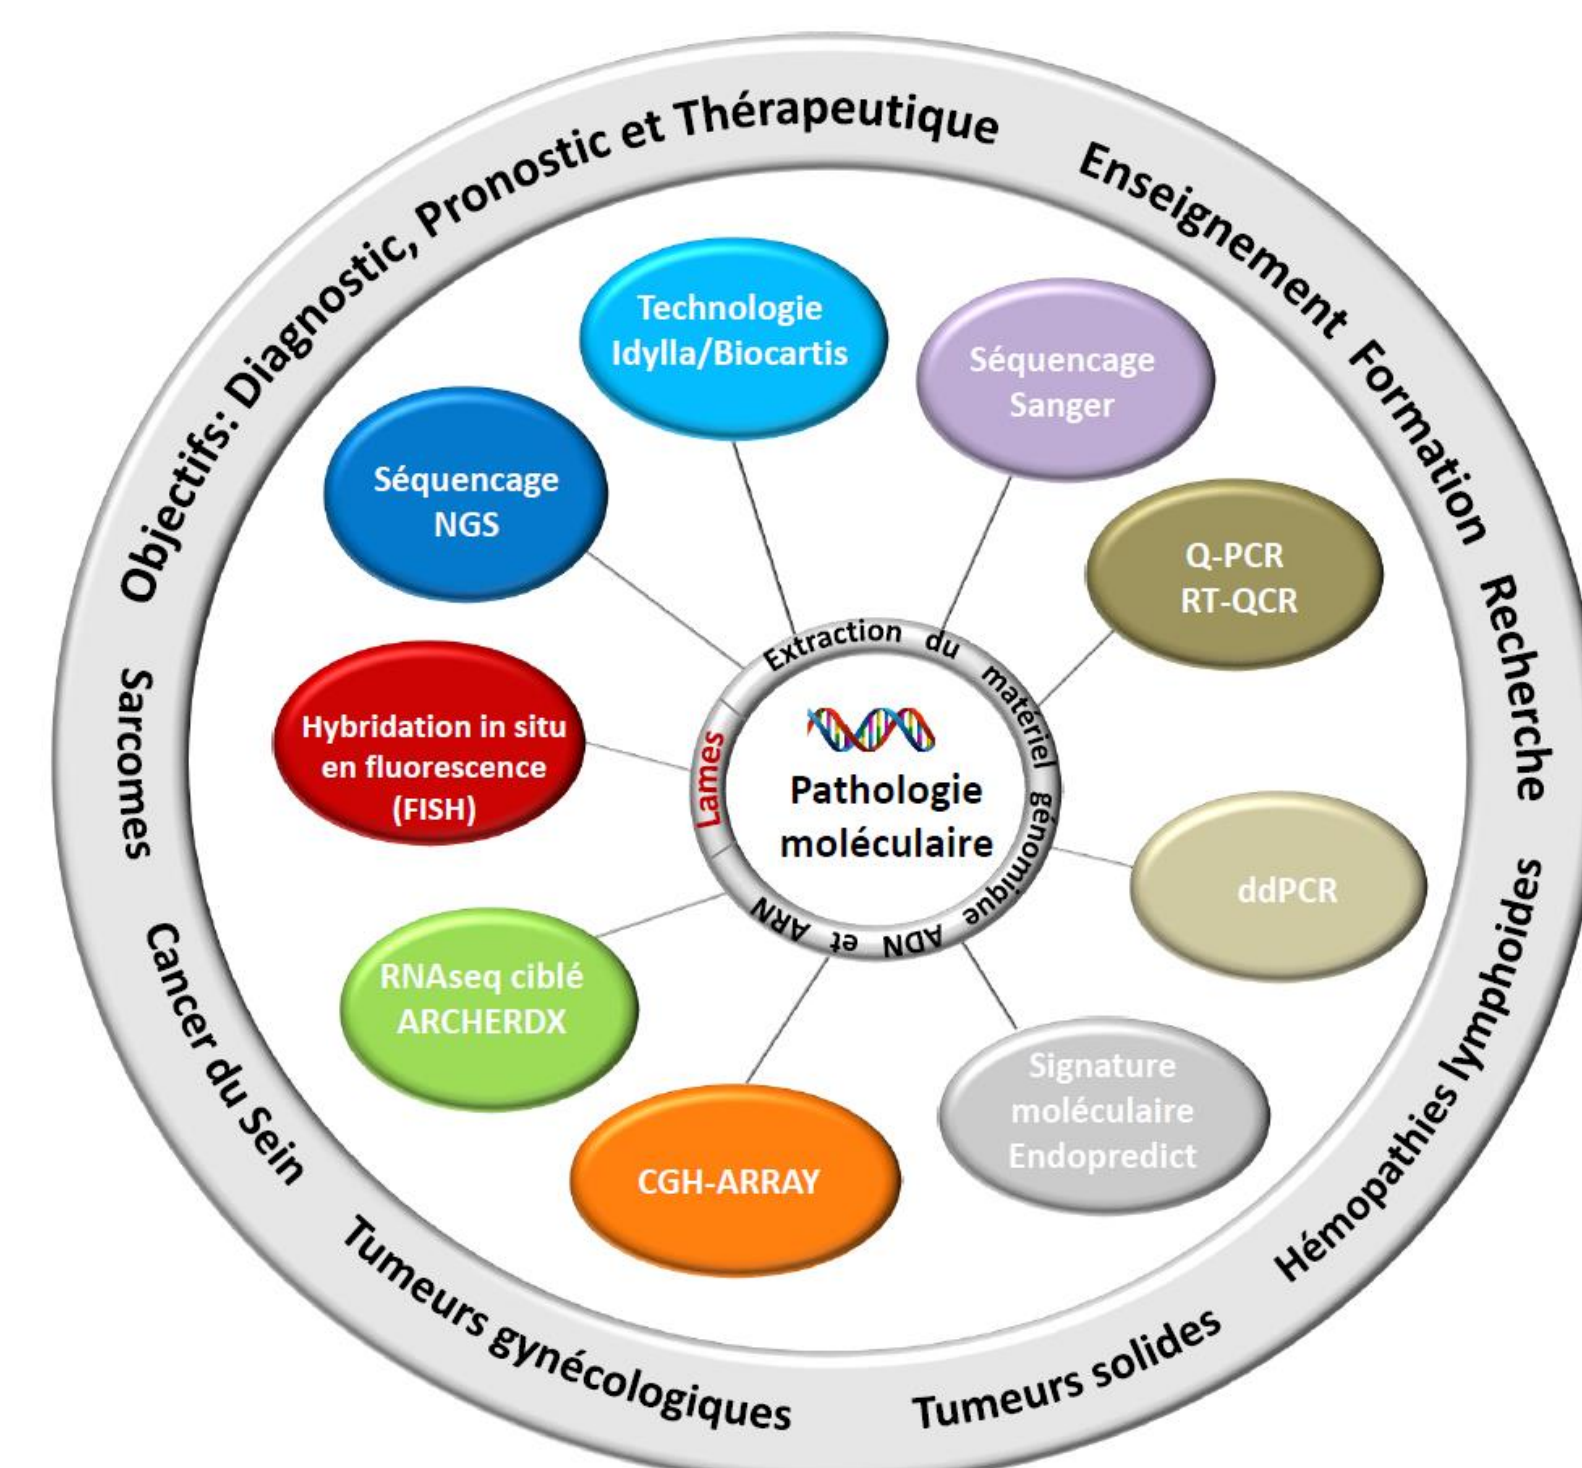 Objectifs: Diagnostic, Pronostic et Thérapeutique
Enseignement
Formation
Recherche
Hémopathies lymphoides
Tumeurs solides
Tumeurs gynécologiques
Cancer du Sein
Sarcomes
Technologie
Idylla/Biocartis
Séquencage
Sanger
Q-PCR
RT-QCR
ddPCR
Signature
moléculaire
Endopredict
CGH-ARRAY
RNAseq ciblé
ARCHERDX
Hybridation in situ
en fluorescence
(FISH)
Séquencage
NGS
Extraction du matériel génomique ADN et ARN
Lames
Pathologie
moléculaire